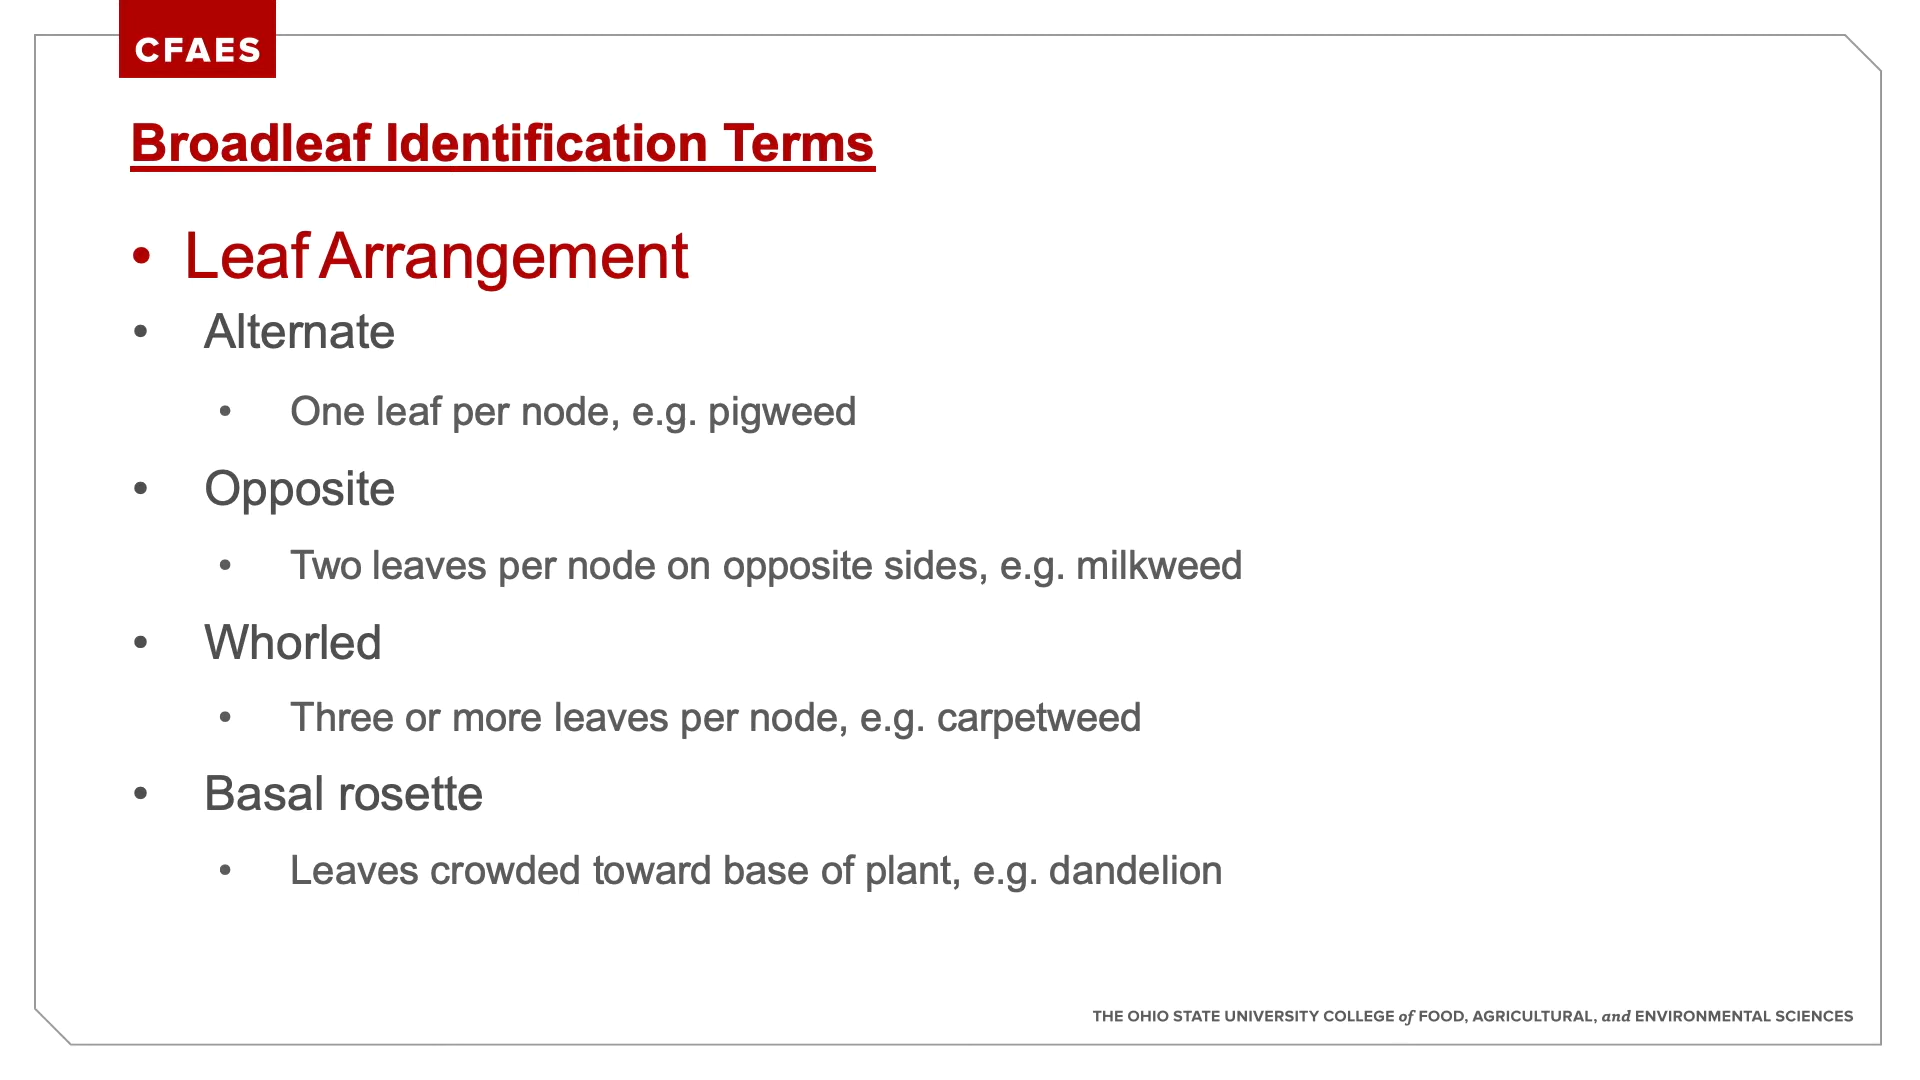 CFAES
Broadleaf Identification Terms
• Leaf Arrangement
• Alternate
• One leaf per node, e.g. pigweed
• Opposite
• Two leaves per node on opposite sides, e.g. milkweed
• Whorled
• Three or more leaves per node, e.g. carpetweed
• Basal rosette
• Leaves crowded toward base of plant, e.g. dandelion
THE OHIO STATE UNIVERSITY COLLEGE of FOOD, AGRICULTURAL, and ENVIRONMENTAL SCIENCES